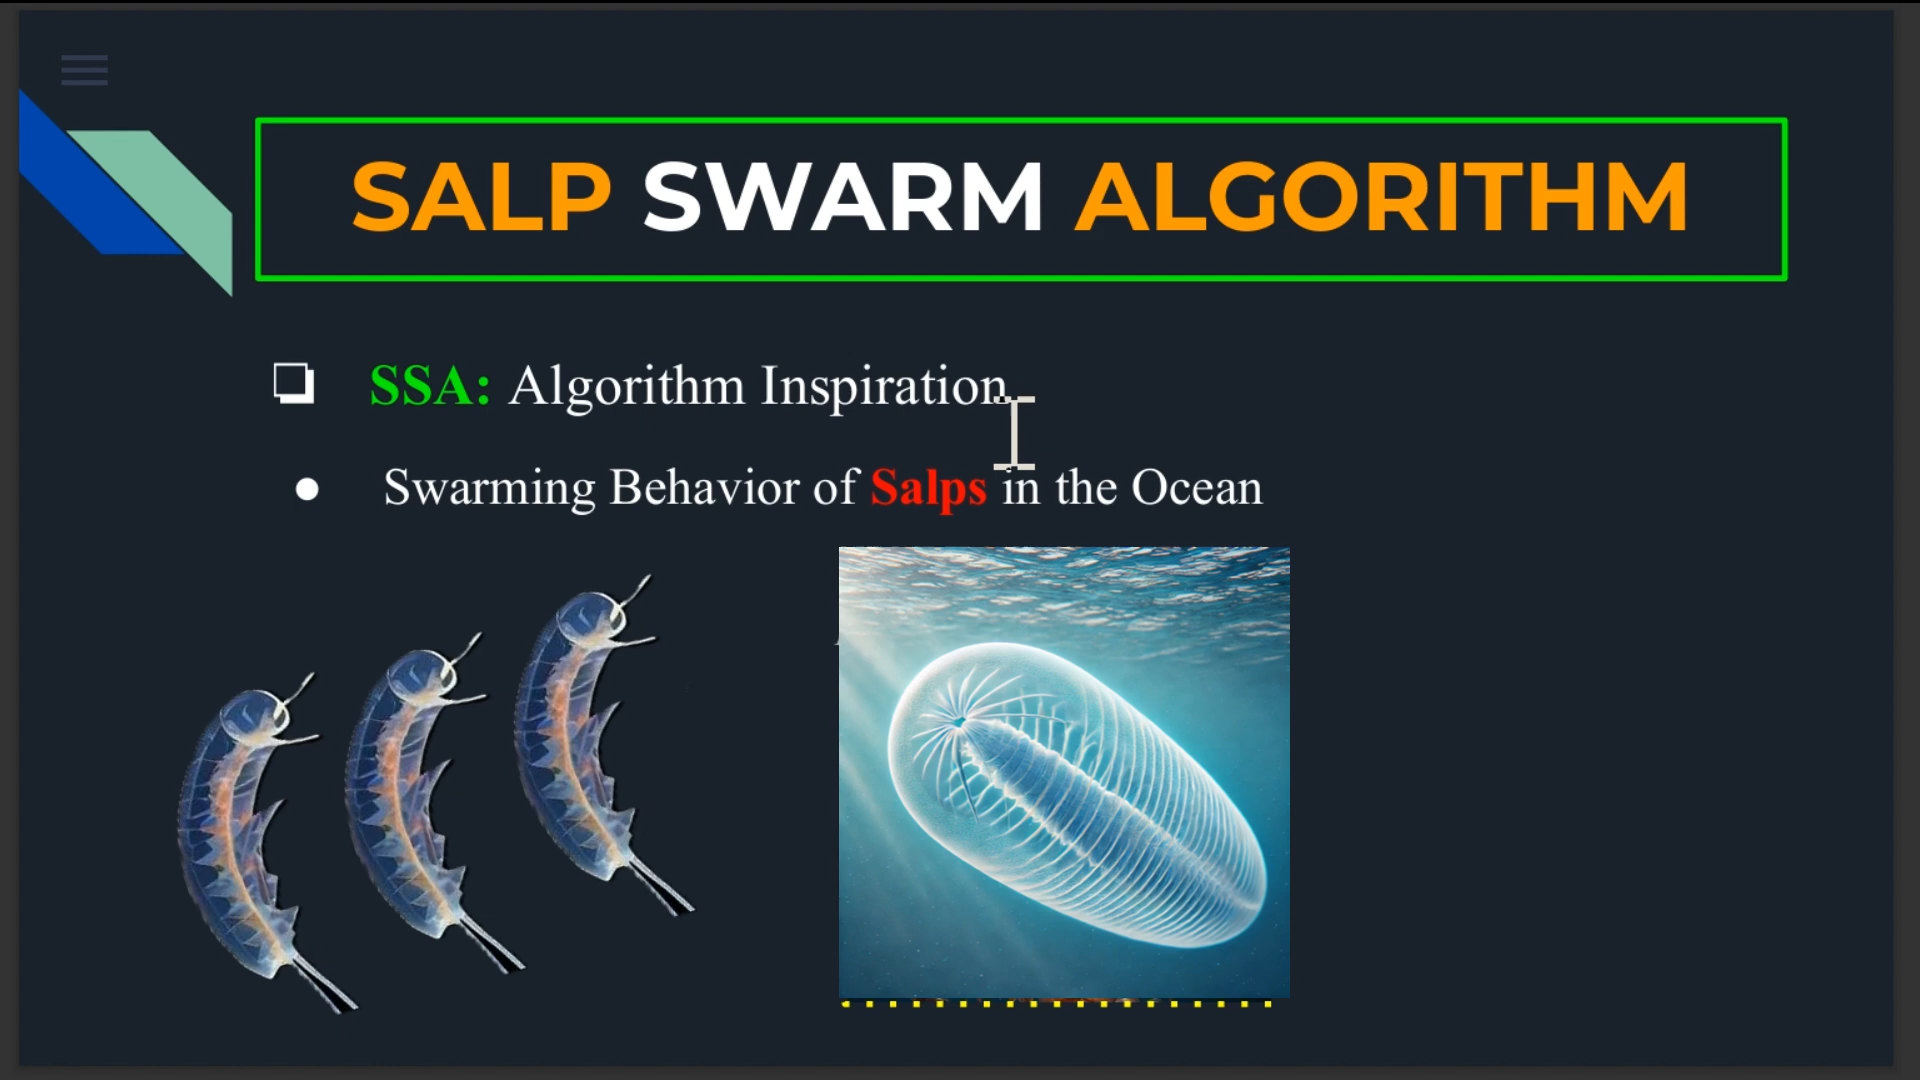 SALP SWARM ALGORITHM
SSA: Algorithm Inspiration
Swarming Behavior of Salps in the Ocean